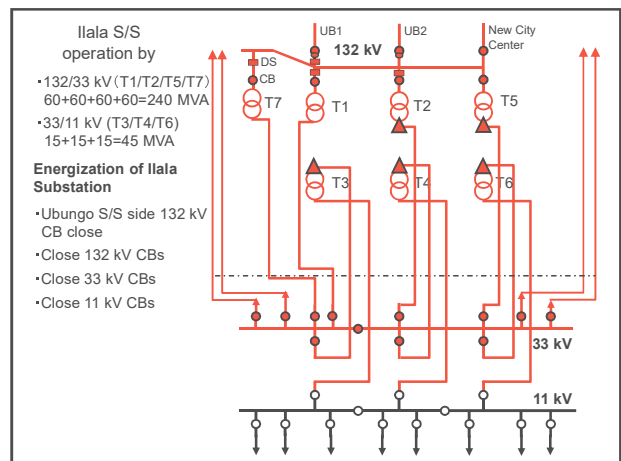 Ilala S/S
operation by
・132/33 kV（T1/T2/T5/T7）
60+60+60+60=240 MVA
・33/11 kV (T3/T4/T6)
15+15+15=45 MVA
Energization of Ilala
Substation
・Ubungo S/S side 132 kV
CB close
・Close 132 kV CBs
・Close 33 kV CBs
・Close 11 kV CBs
UB1
UB2
New City
Center
132 kV
DS
CB
T7
T1
T2
T5
T3
T4
T6
33 kV
11 kV